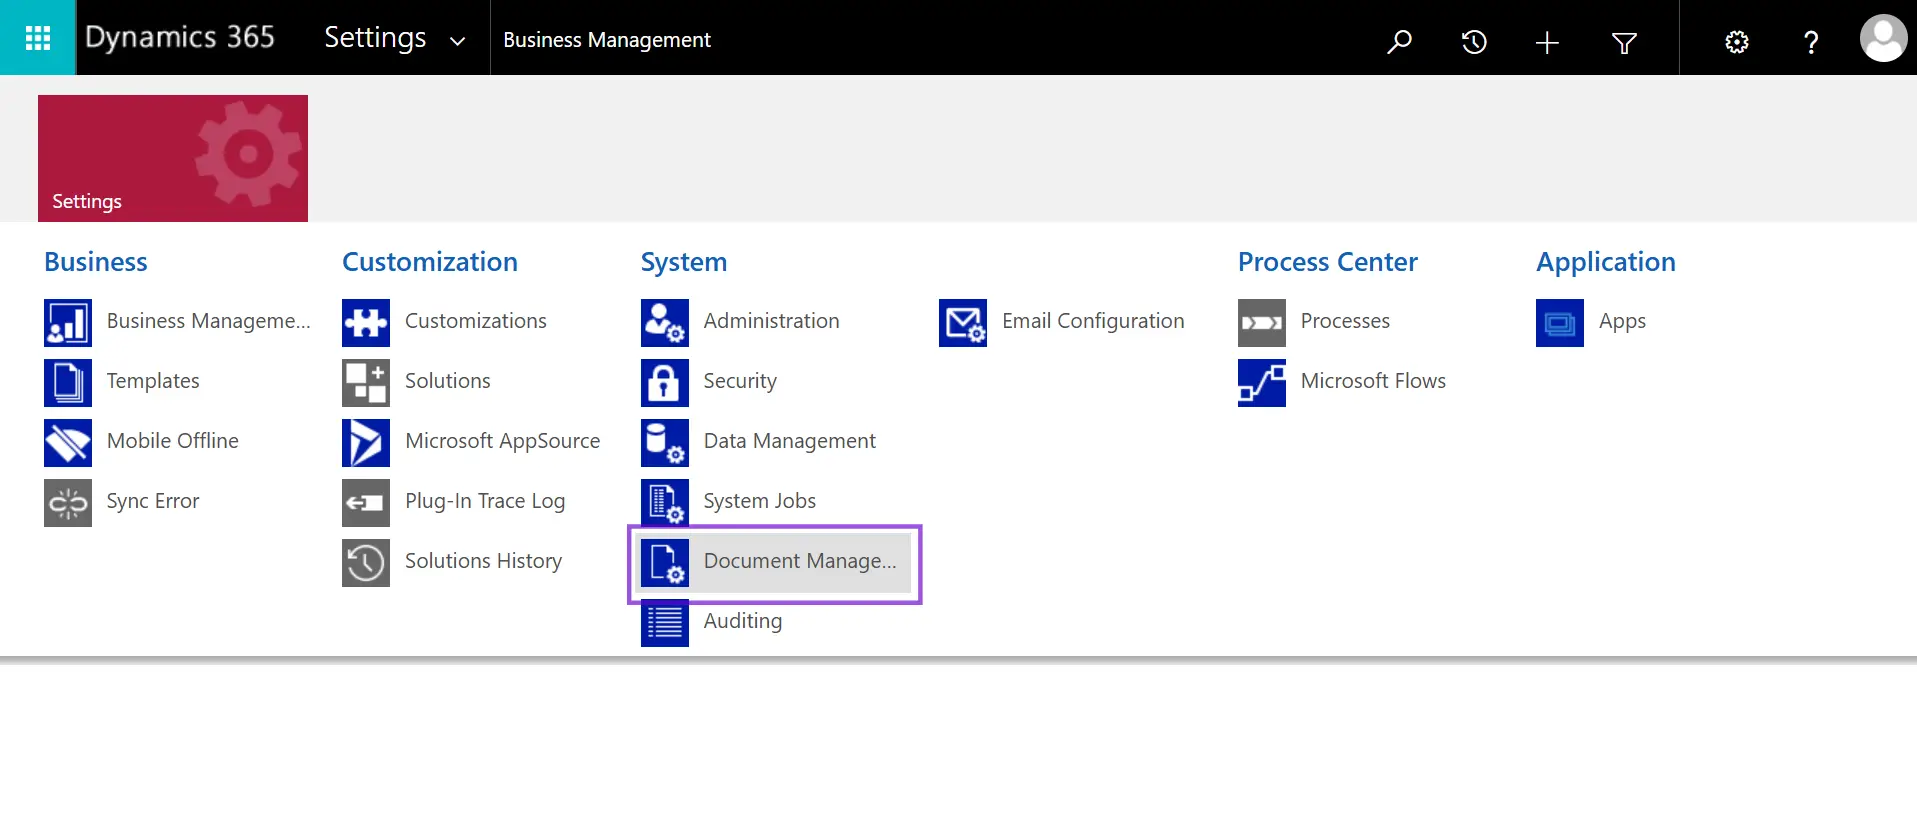 Dynamics 365
Settings
Business Management
Settings
Business
Business Manageme...
Templates
Mobile Offline
Sync Error
Customization
Customizations
Solutions
Microsoft AppSource
Plug-In Trace Log
Solutions History
System
Administration
Security
Data Management
System Jobs
Document Manage...
Auditing
Email Configuration
Process Center
Processes
Microsoft Flows
Application
Apps